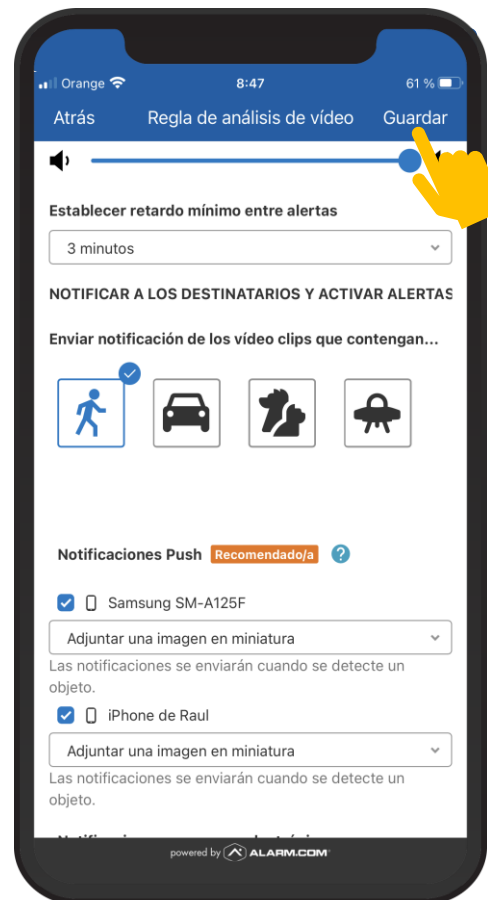 Orange 8:47 61 %
Atrás Regla de análisis de vídeo Guardar
Establecer retardo mínimo entre alertas
3 minutos
NOTIFICAR A LOS DESTINATARIOS Y ACTIVAR ALERTAS
Enviar notificación de los vídeo clips que contengan...
Notificaciones Push Recomendado/a ?
Samsung SM-A125F
Adjuntar una imagen en miniatura
Las notificaciones se enviarán cuando se detecte un
objeto.
iPhone de Raul
Adjuntar una imagen en miniatura
Las notificaciones se enviarán cuando se detecte un
objeto.
powered by ALARM.COM